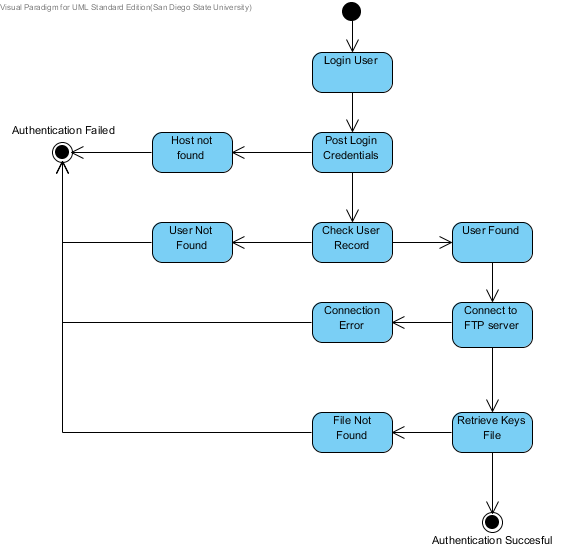 Visual Paradigm for UML Standard Edition(San Diego State University)
Login User
Authentication Failed
Host not
found
Post Login
Credentials
User Not
Found
Check User
Record
User Found
Connection
Error
Connect to
FTP server
File Not
Found
Retrieve Keys
File
Authentication Succesful